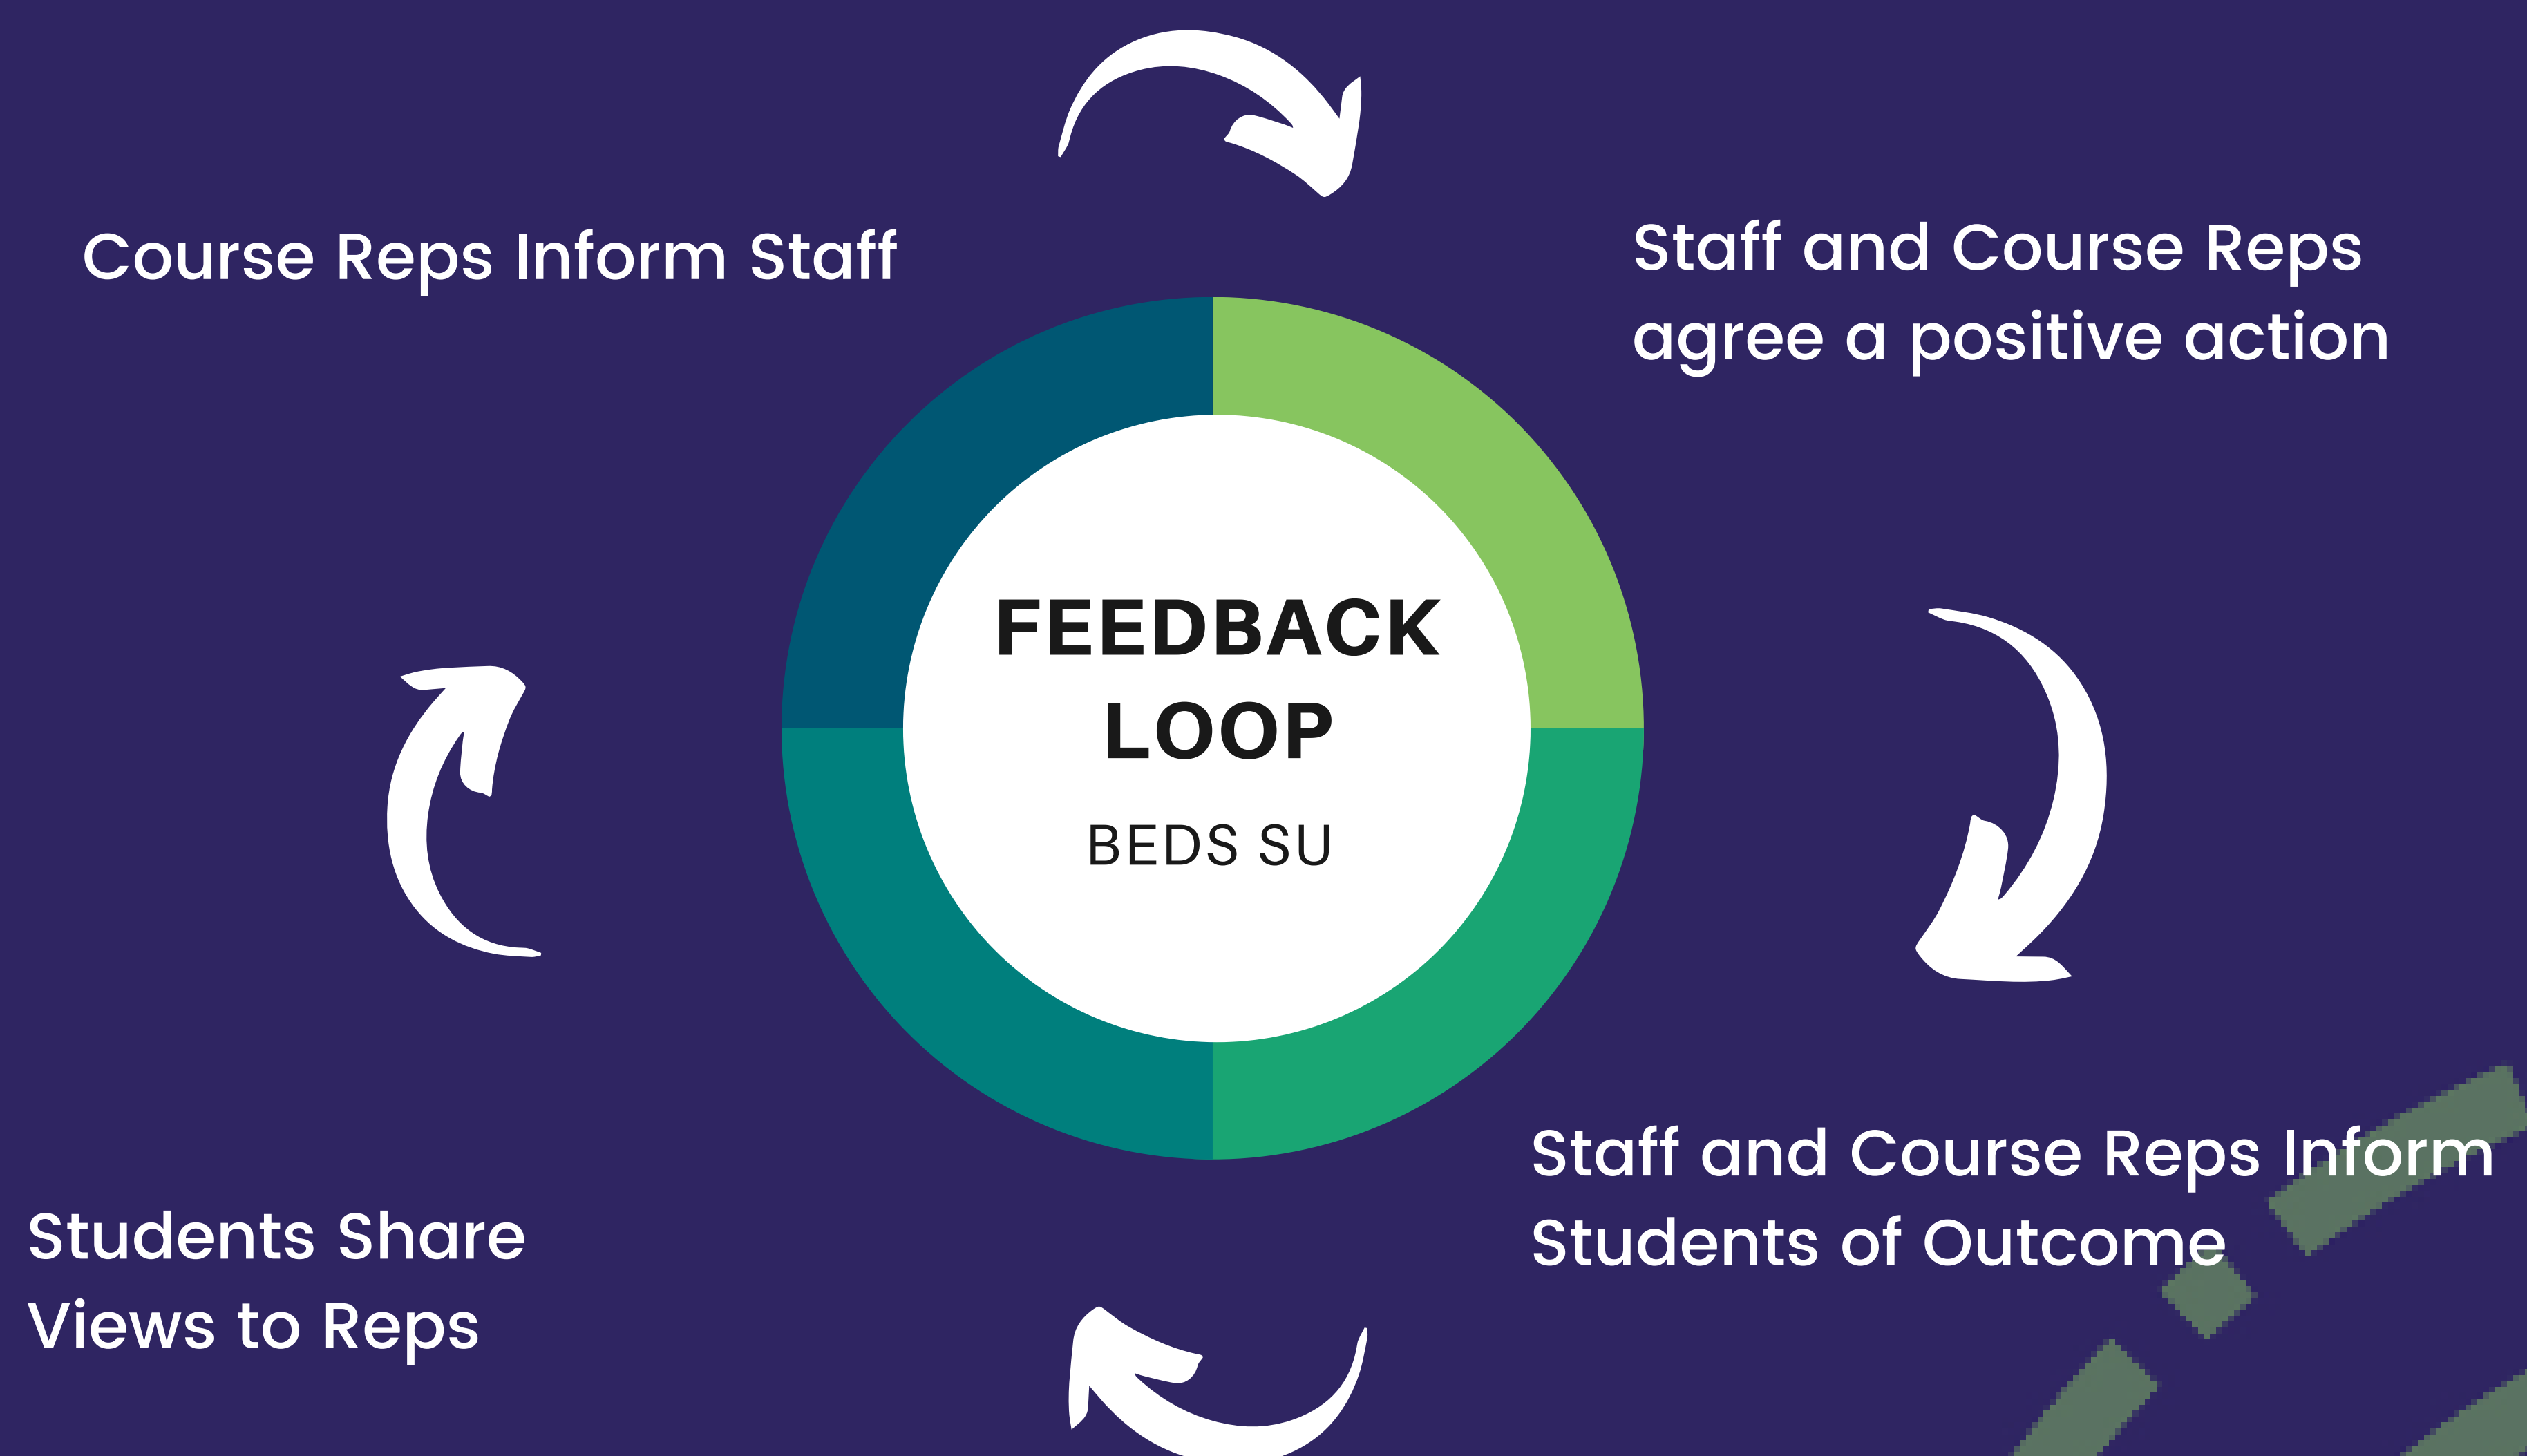 Course Reps Inform Staff
Staff and Course Reps
agree a positive action
FEEDBACK
LOOP
BEDS SU
Students Share
Views to Reps
Staff and Course Reps Inform
Students of Outcome